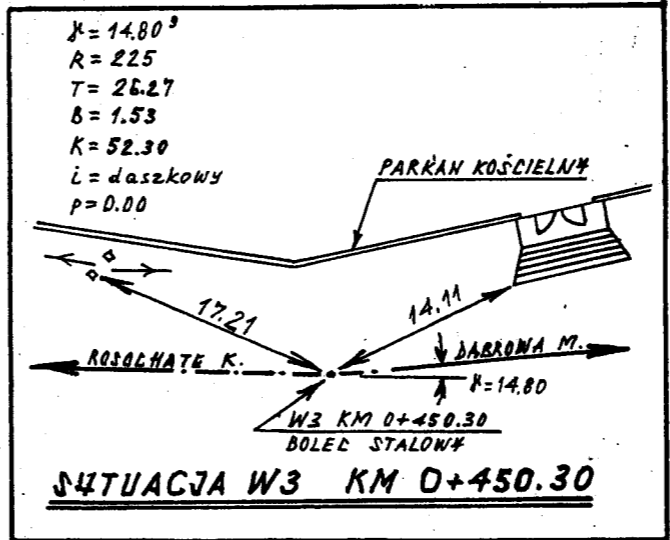 γ = 14.80ᵍ
R = 225
T = 26.27
B = 1.53
K = 52.30
i = daszkowy
p = 0.00
PARKAN KOŚCIELNY
17.21
14.11
ROSOCHATE K.
DĄBROWA M.
γ = 14.80
W3 KM 0+450.30
BOLEC STALOWY
SYTUACJA W3 KM 0+450.30